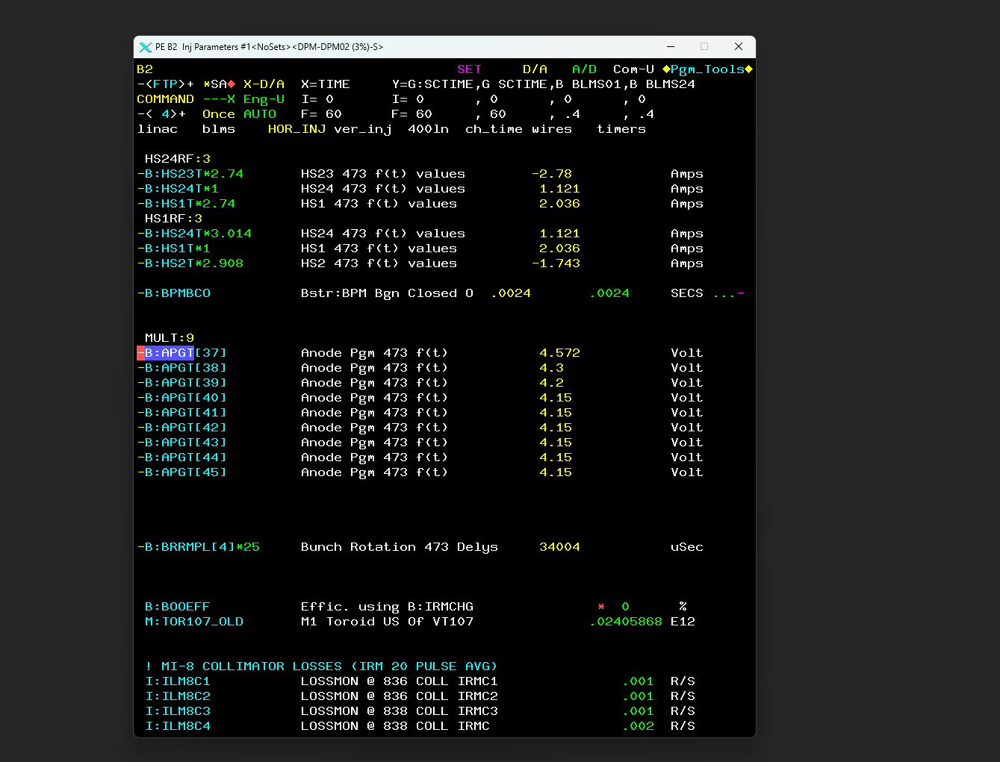 PE B2 Inj Parameters #1<NoSets><DPM-DPM02 (3%)-S>
B2 SET D/A A/D Com-U ◆Pgm_Tools◆
-<FTP>+ *SA◆ X-D/A X=TIME Y=G:SCTIME,G SCTIME,B BLMS01,B BLMS24
COMMAND ---X Eng-U I= 0 I= 0 , 0 , 0 , 0
-< 4>+ Once AUTO F= 60 F= 60 , 60 , .4 , .4
linac blms HOR_INJ ver_inj 400ln ch_time wires timers
HS24RF:3
-B:HS23T*2.74 HS23 473 f(t) values -2.78 Amps
-B:HS24T*1 HS24 473 f(t) values 1.121 Amps
-B:HS1T*2.74 HS1 473 f(t) values 2.036 Amps
HS1RF:3
-B:HS24T*3.014 HS24 473 f(t) values 1.121 Amps
-B:HS1T*1 HS1 473 f(t) values 2.036 Amps
-B:HS2T*2.908 HS2 473 f(t) values -1.743 Amps
-B:BPMBCO Bstr:BPM Bgn Closed O .0024 .0024 SECS ...-
MULT:9
-B:APGT[37] Anode Pgm 473 f(t) 4.572 Volt
-B:APGT[38] Anode Pgm 473 f(t) 4.3 Volt
-B:APGT[39] Anode Pgm 473 f(t) 4.2 Volt
-B:APGT[40] Anode Pgm 473 f(t) 4.15 Volt
-B:APGT[41] Anode Pgm 473 f(t) 4.15 Volt
-B:APGT[42] Anode Pgm 473 f(t) 4.15 Volt
-B:APGT[43] Anode Pgm 473 f(t) 4.15 Volt
-B:APGT[44] Anode Pgm 473 f(t) 4.15 Volt
-B:APGT[45] Anode Pgm 473 f(t) 4.15 Volt
-B:BRRMPL[4]*25 Bunch Rotation 473 Delys 34004 uSec
B:BOOEFF Effic. using B:IRMCHG * 0 %
M:TOR107_OLD M1 Toroid US Of VT107 .02405868 E12
! MI-8 COLLIMATOR LOSSES (IRM 20 PULSE AVG)
I:ILM8C1 LOSSMON @ 836 COLL IRMC1 .001 R/S
I:ILM8C2 LOSSMON @ 836 COLL IRMC2 .001 R/S
I:ILM8C3 LOSSMON @ 838 COLL IRMC3 .001 R/S
I:ILM8C4 LOSSMON @ 838 COLL IRMC .002 R/S